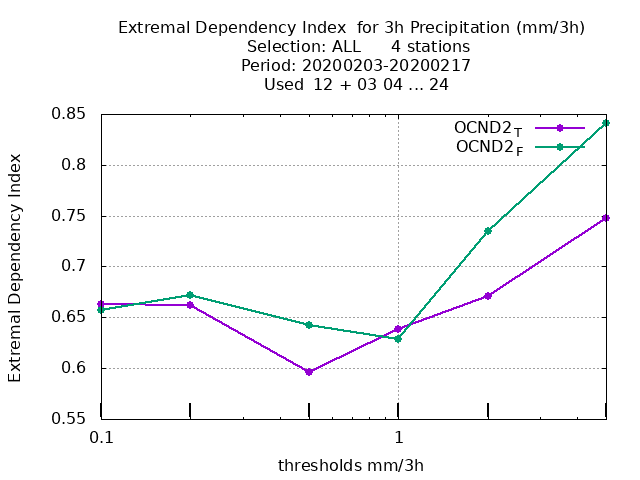 Extremal Dependency Index  for 3h Precipitation (mm/3h)
Selection: ALL      4 stations
Period: 20200203-20200217
Used  12 + 03 04 ... 24
OCND2T
OCND2F
Extremal Dependency Index
0.85
0.8
0.75
0.7
0.65
0.6
0.55
0.1
1
thresholds mm/3h